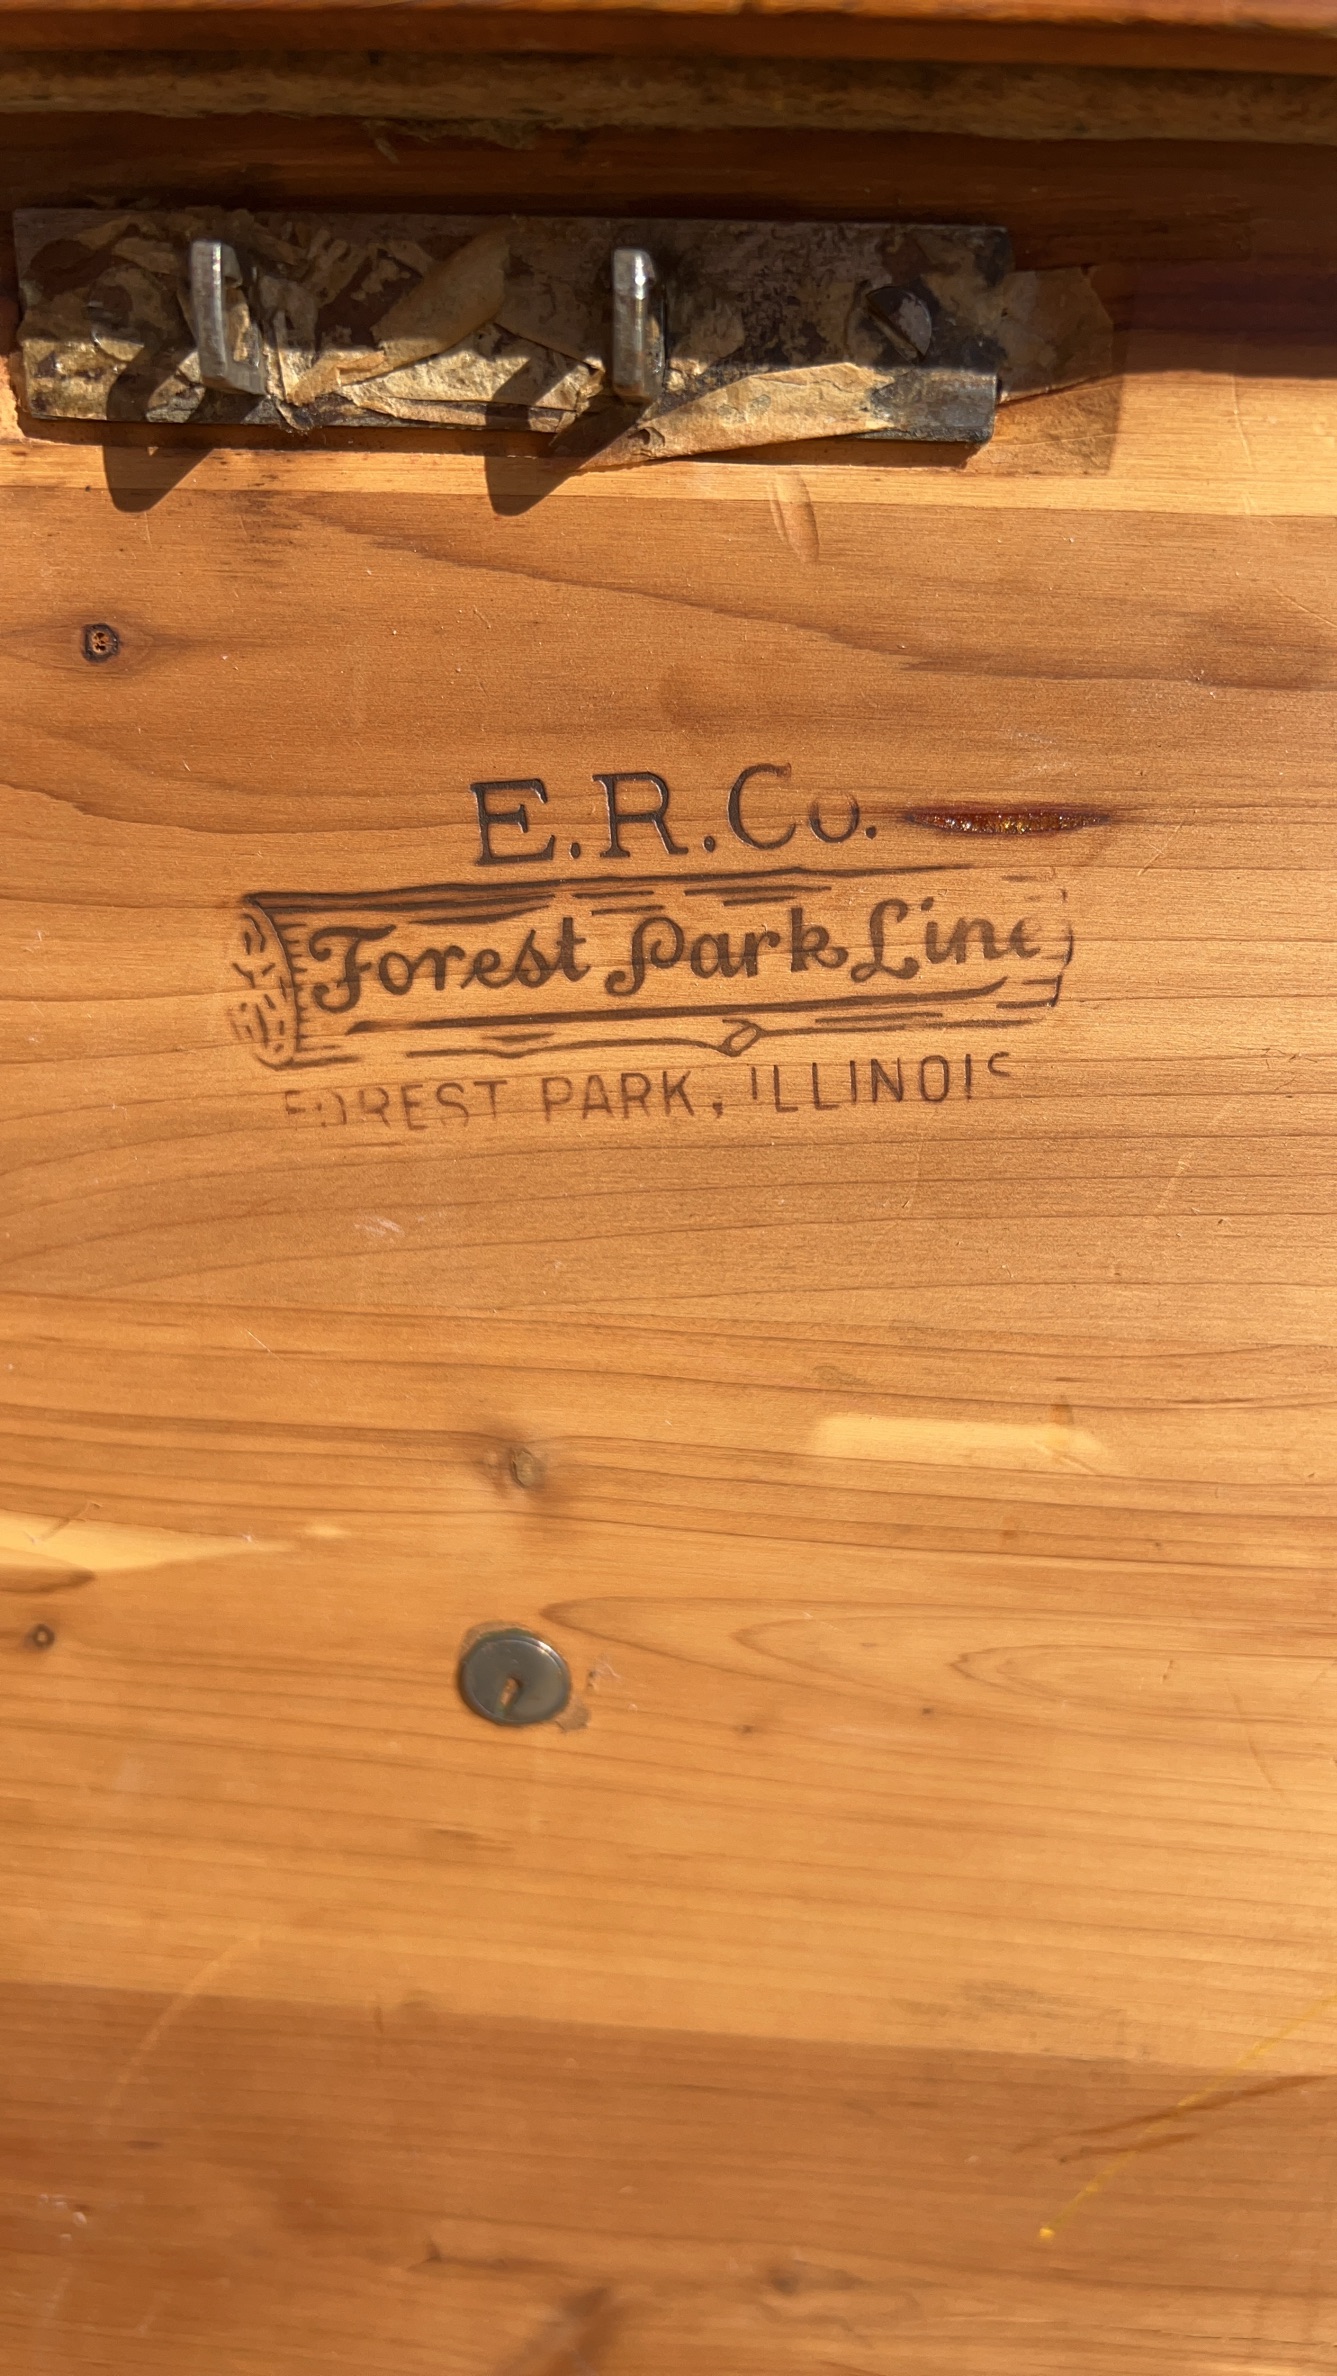 E.R.Co.
Forest Park Line
FOREST PARK, ILLINOIS